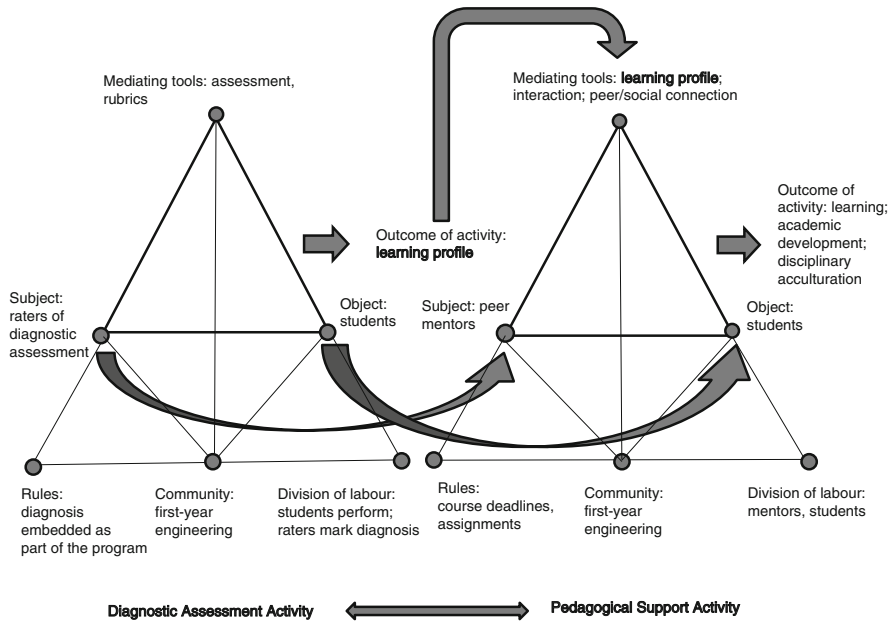 Mediating tools: assessment,
rubrics
Mediating tools: learning profile;
interaction; peer/social connection
Outcome of activity:
learning profile
Outcome of
activity: learning;
academic
development;
disciplinary
acculturation
Subject:
raters of
diagnostic
assessment
Object:
students
Subject: peer
mentors
Object:
students
Rules:
diagnosis
embedded as
part of the program
Community:
first-year
engineering
Division of labour:
students perform;
raters mark diagnosis
Rules:
course deadlines,
assignments
Community:
first-year
engineering
Division of labour:
mentors, students
Diagnostic Assessment Activity
Pedagogical Support Activity